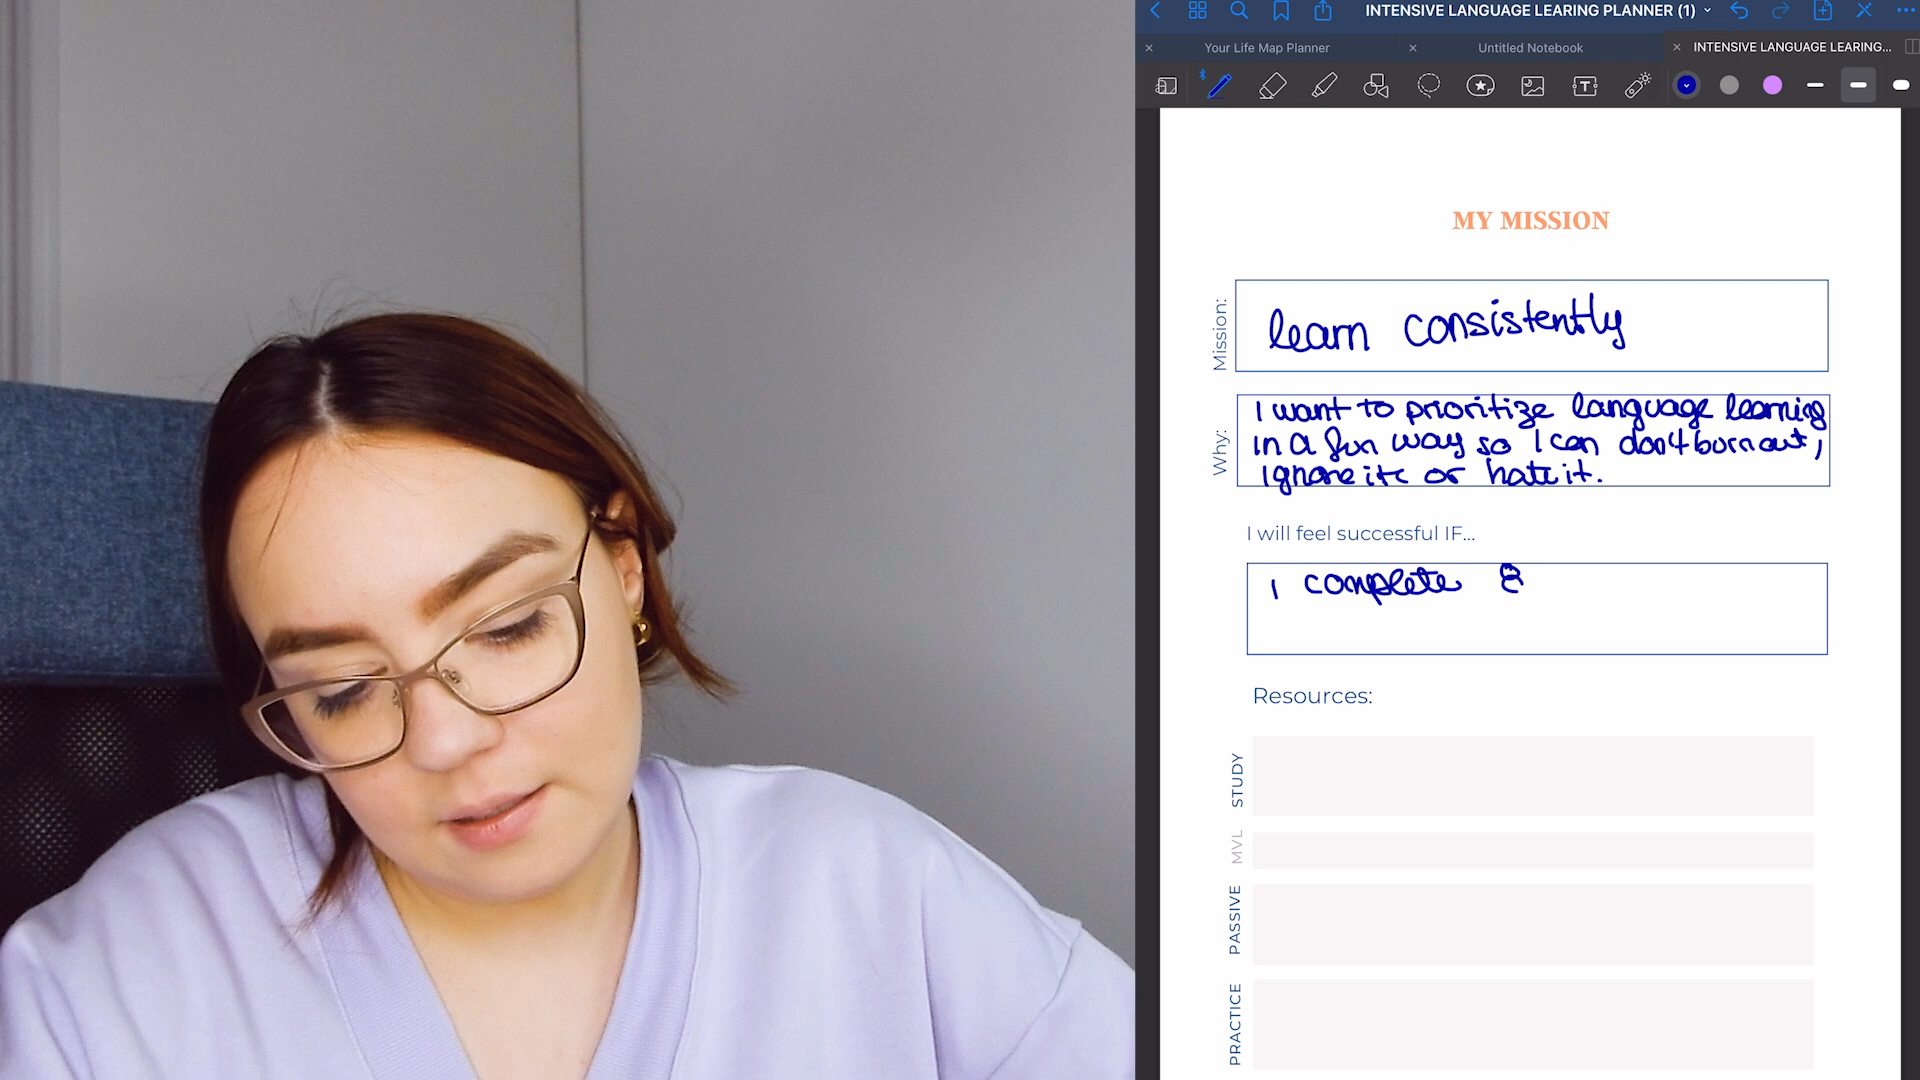 INTENSIVE LANGUAGE LEARING PLANNER (1)
Your Life Map Planner
Untitled Notebook
INTENSIVE LANGUAGE LEARING...
MY MISSION
Mission:
learn consistently
Why:
I want to prioritize language learning
in a fun way so I can don't burn out,
ignore it or hate it.
I will feel successful IF...
I complete 8
Resources:
STUDY
MVL
PASSIVE
PRACTICE